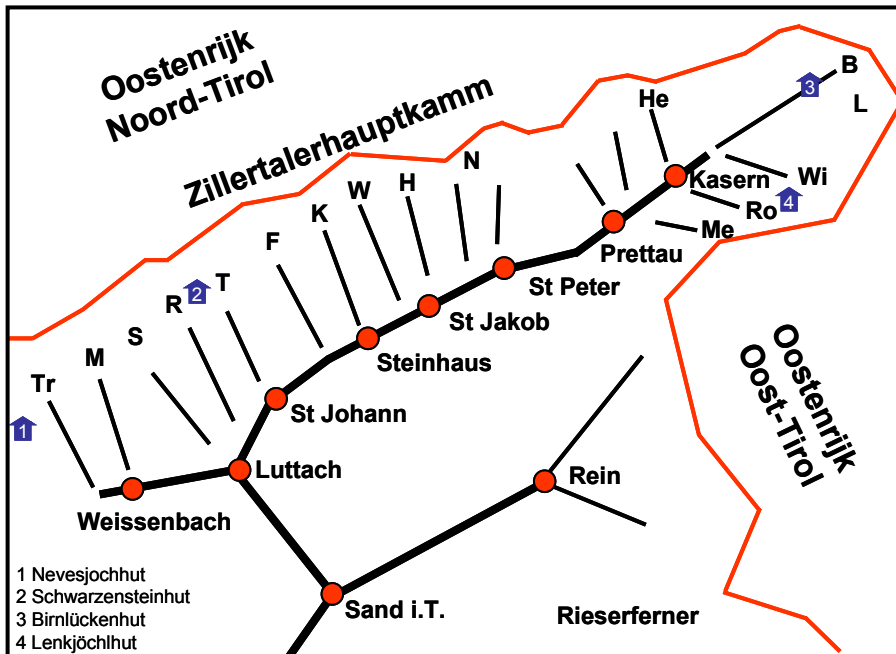 Oostenrijk
Noord-Tirol
Zillertalerhauptkamm
B
3
L
He
N
H
W
K
F
T
2
R
S
M
Tr
1
Kasern
Wi
4
Ro
Me
Prettau
St Peter
St Jakob
Steinhaus
St Johann
Luttach
Weissenbach
Rein
Sand i.T.
Rieserferner
Oostenrijk
Oost-Tirol
1 Nevesjochhut
2 Schwarzensteinhut
3 Birnlückenhut
4 Lenkjöchlhut